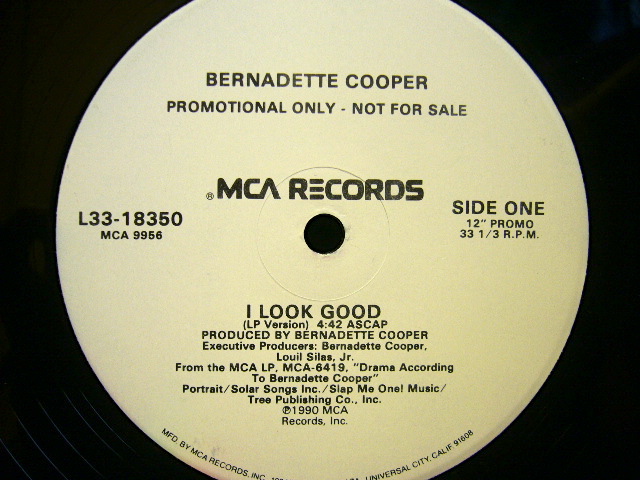 BERNADETTE COOPER
PROMOTIONAL ONLY - NOT FOR SALE
® MCA RECORDS
L33-18350
MCA 9956
SIDE ONE
12" PROMO
33 1/3 R.P.M.
I LOOK GOOD
(LP Version) 4:42 ASCAP
PRODUCED BY BERNADETTE COOPER
Executive Producers: Bernadette Cooper,
Louil Silas, Jr.
From the MCA LP, MCA-6419, "Drama According
To Bernadette Cooper"
Portrait/Solar Songs Inc./Slap Me One! Music/
Tree Publishing Co., Inc.
℗1990 MCA
Records, Inc.
MFD. BY MCA RECORDS, INC. UNIVERSAL CITY, CALIF 91608